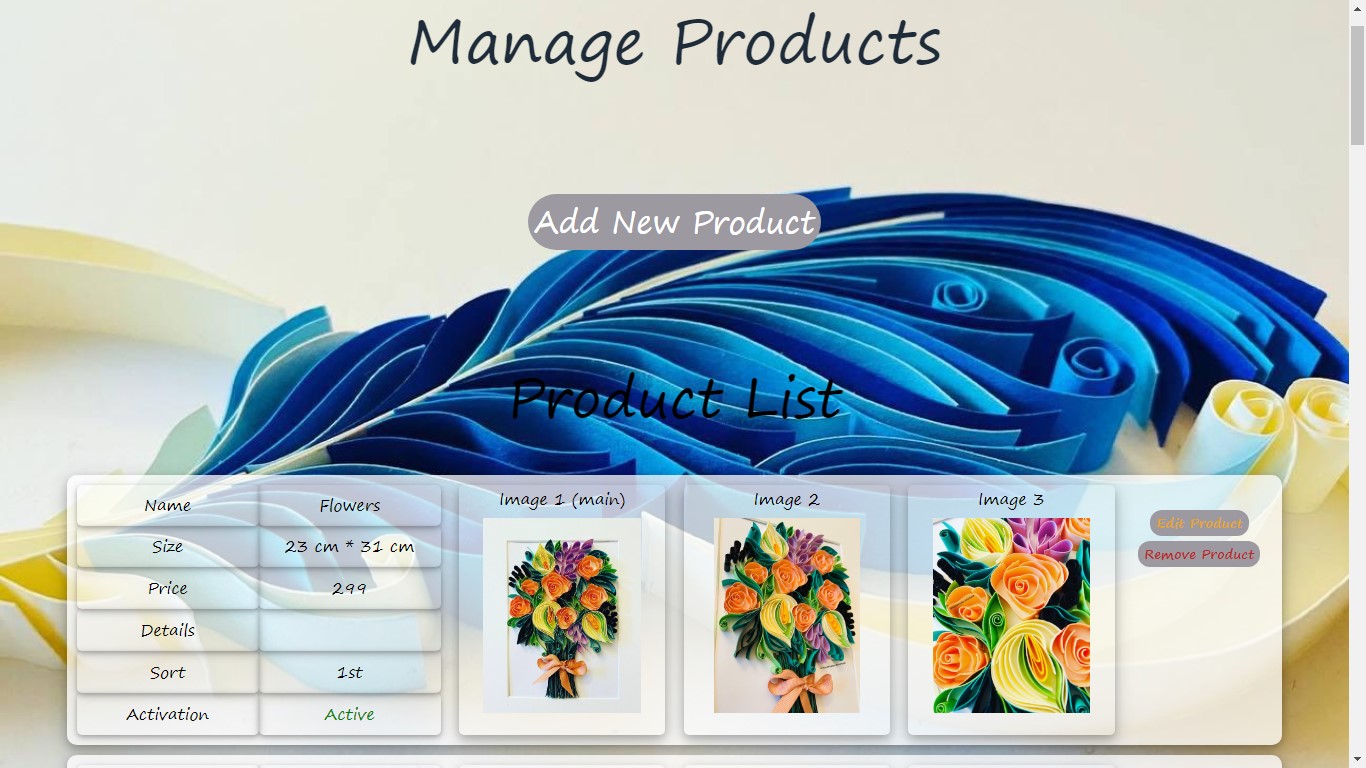 Manage Products
Add New Product
Product List
Name Flowers
Size 23 cm * 31 cm
Price 299
Details
Sort 1st
Activation Active
Image 1 (main)
Image 2
Image 3
Edit Product
Remove Product